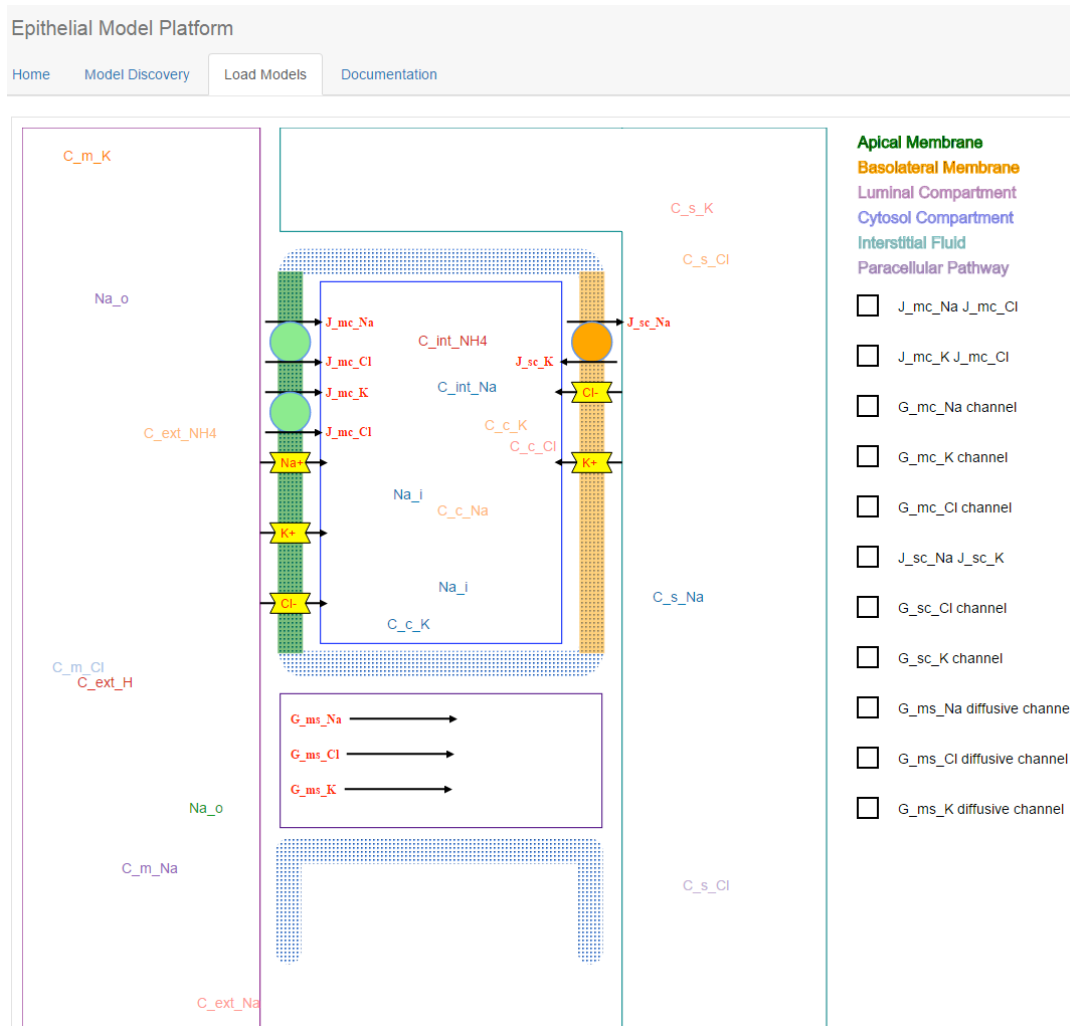 Epithelial Model Platform
Home Model Discovery Load Models Documentation
C_m_K
Na_o
C_ext_NH4
C_m_Cl
C_ext_H
Na_o
C_m_Na
C_ext_Na
J_mc_Na
J_mc_Cl
J_mc_K
J_mc_Cl
Na+
K+
Cl-
C_int_NH4
C_int_Na
C_c_K
C_c_Cl
Na_i
C_c_Na
Na_i
C_c_K
J_sc_Na
J_sc_K
Cl-
K+
G_ms_Na
G_ms_Cl
G_ms_K
C_s_K
C_s_Cl
C_s_Na
C_s_Cl
Apical Membrane
Basolateral Membrane
Luminal Compartment
Cytosol Compartment
Interstitial Fluid
Paracellular Pathway
J_mc_Na J_mc_Cl
J_mc_K J_mc_Cl
G_mc_Na channel
G_mc_K channel
G_mc_Cl channel
J_sc_Na J_sc_K
G_sc_Cl channel
G_sc_K channel
G_ms_Na diffusive channe
G_ms_Cl diffusive channel
G_ms_K diffusive channel